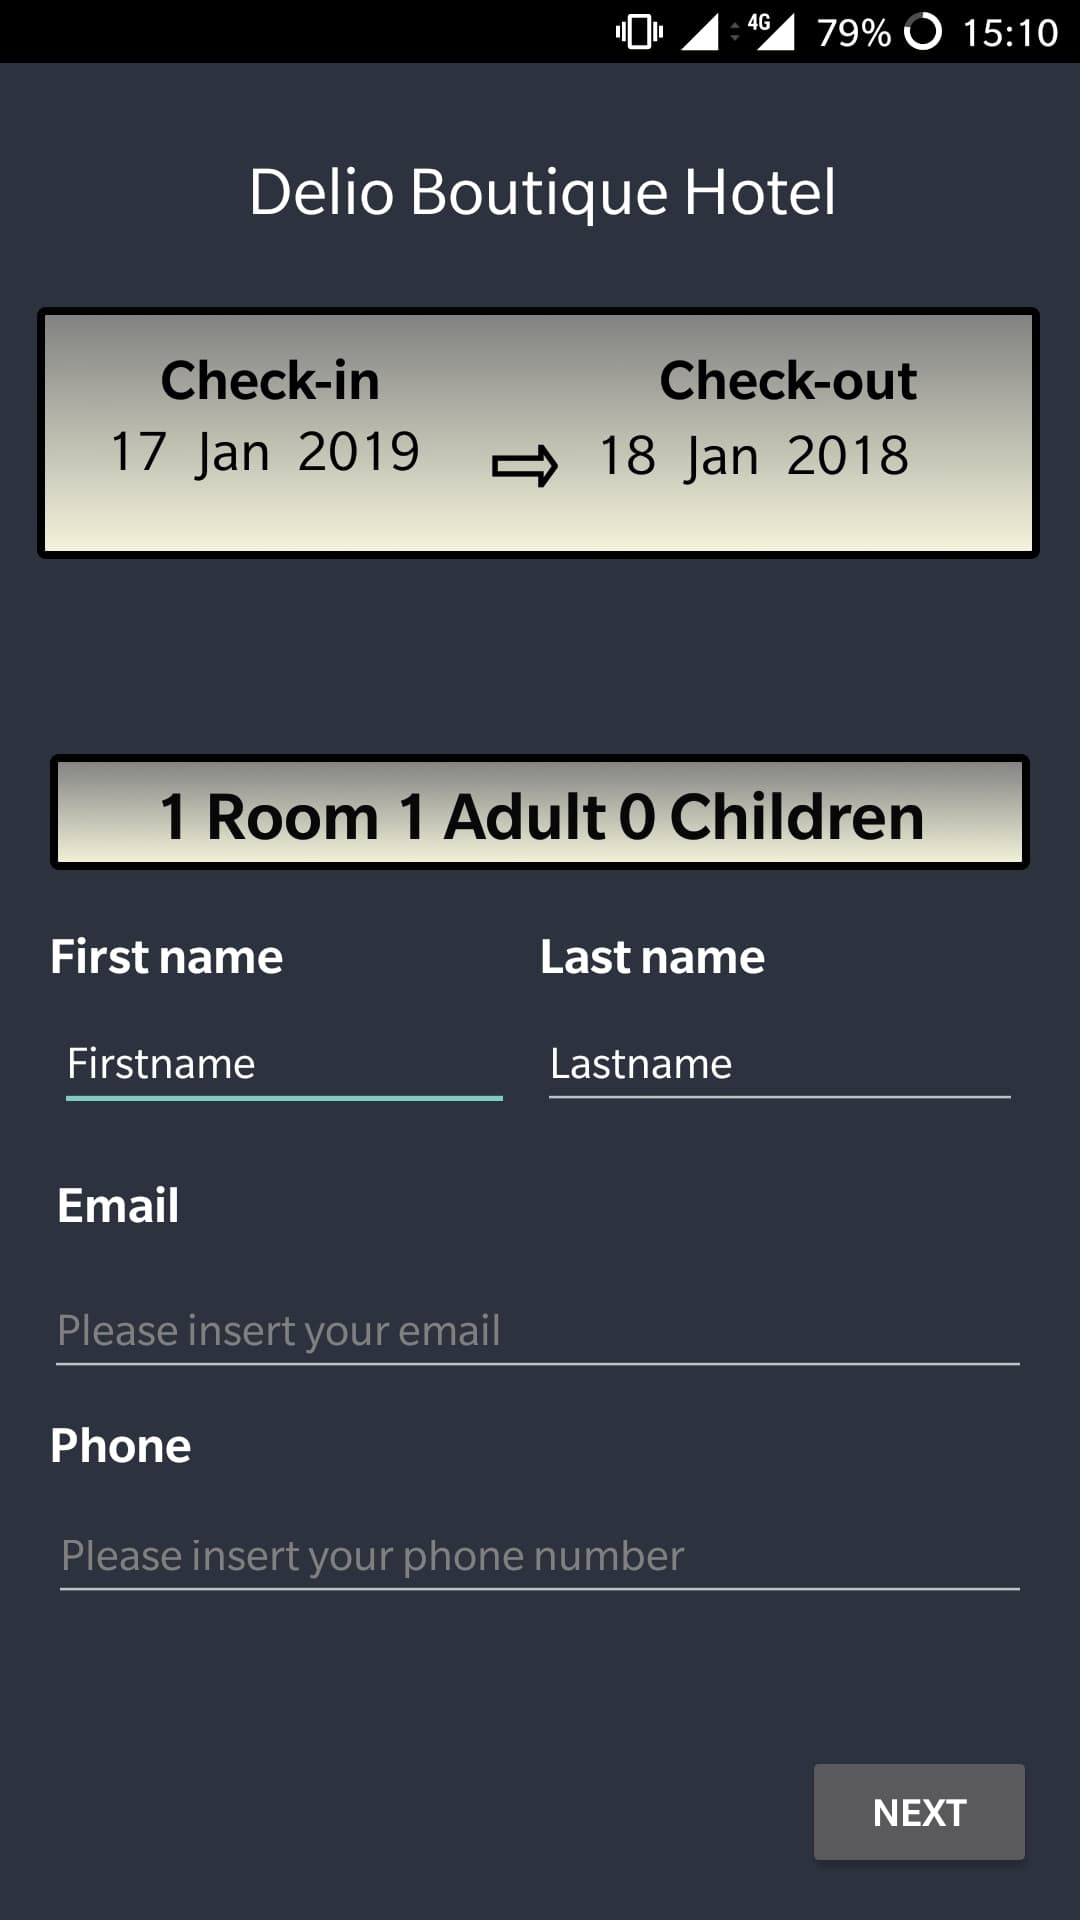 4G 79% 15:10
Delio Boutique Hotel
Check-in Check-out
17 Jan 2019 ⇨ 18 Jan 2018
1 Room 1 Adult 0 Children
First name Last name
Firstname Lastname
Email
Please insert your email
Phone
Please insert your phone number
NEXT